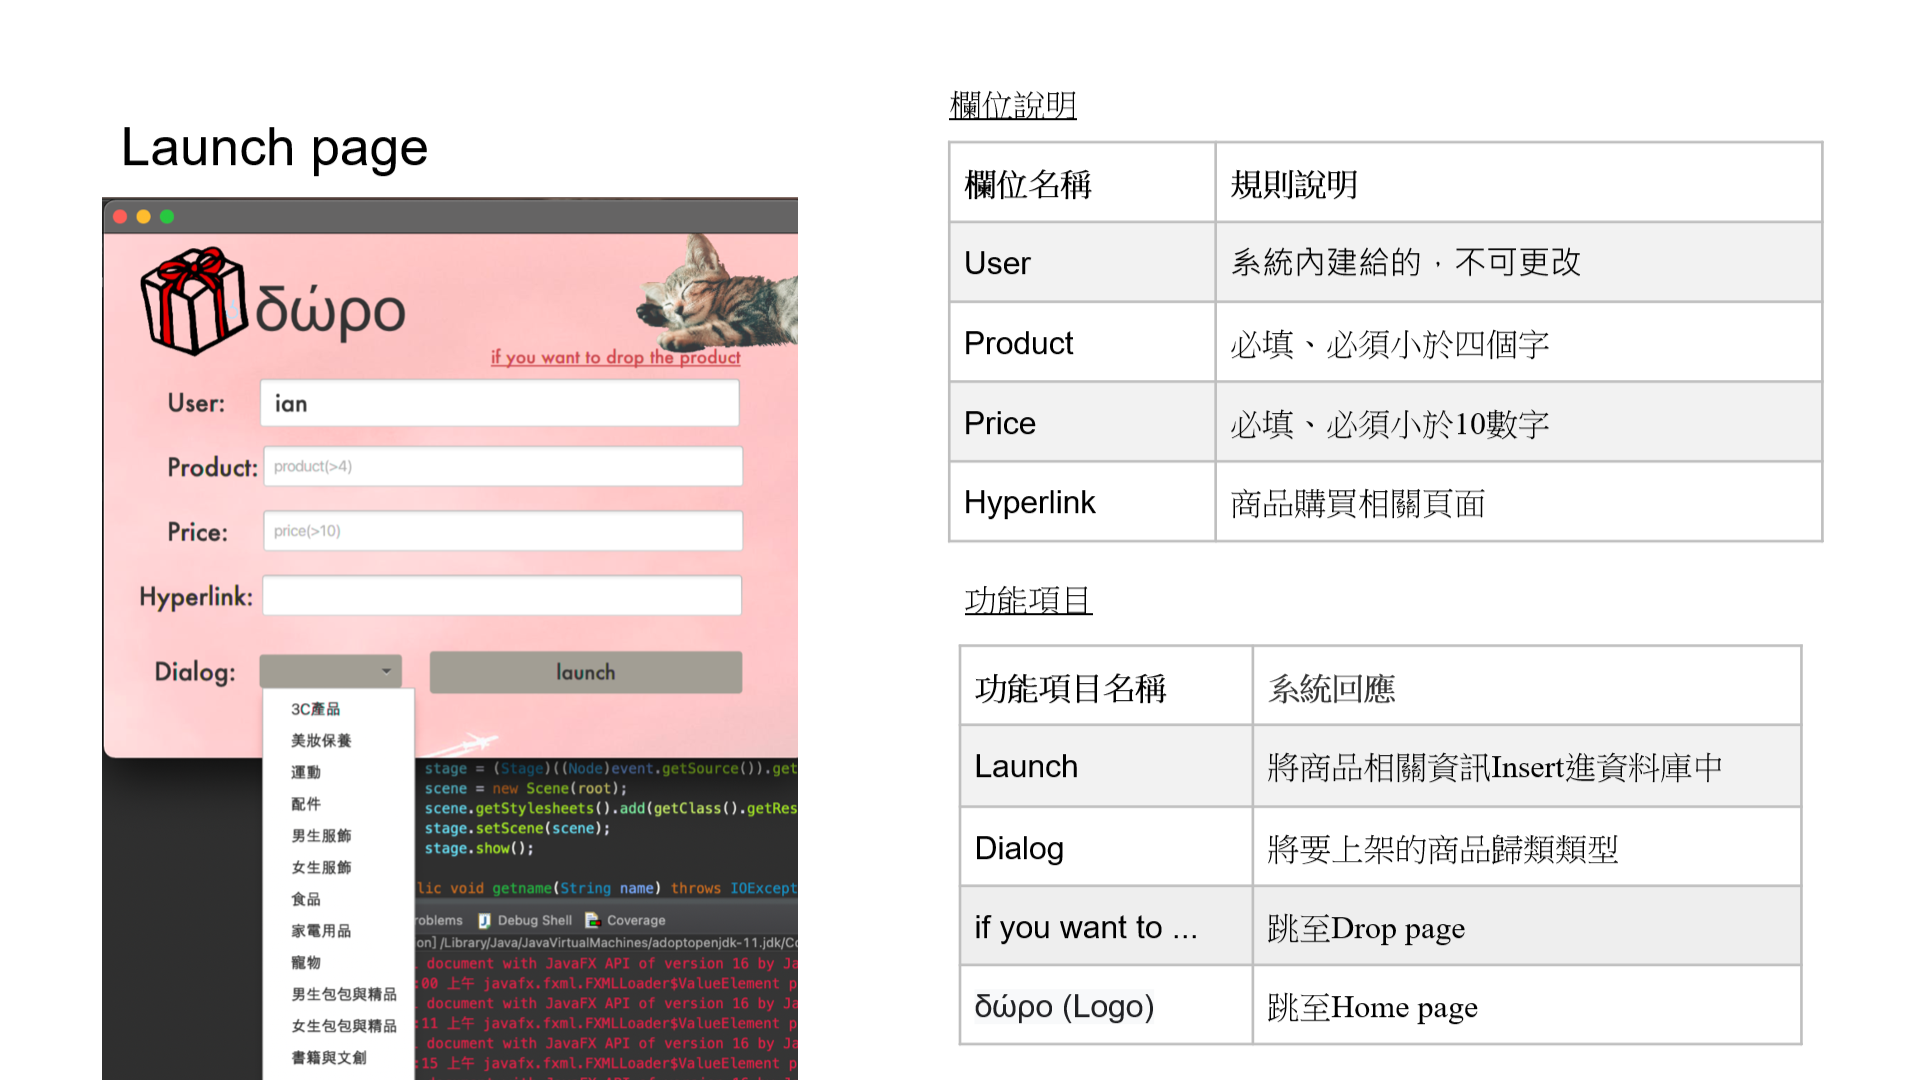 Launch page
δώρο
if you want to drop the product
User: ian
Product: product(>4)
Price: price(>10)
Hyperlink:
Dialog: launch
3C產品
美妝保養
運動
配件
男生服飾
女生服飾
食品
家電用品
寵物
男生包包與精品
女生包包與精品
書籍與文創
stage = (Stage)((Node)event.getSource()).get
scene = new Scene(root);
scene.getStylesheets().add(getClass().getRes
stage.setScene(scene);
stage.show();
lic void getname(String name) throws IOExcept
roblems Debug Shell Coverage
on] /Library/Java/JavaVirtualMachines/adoptopenjdk-11.jdk/Co
document with JavaFX API of version 16 by Ja
:00 上午 javafx.fxml.FXMLLoader$ValueElement p
document with JavaFX API of version 16 by Ja
:11 上午 javafx.fxml.FXMLLoader$ValueElement p
document with JavaFX API of version 16 by Ja
:15 上午 javafx.fxml.FXMLLoader$ValueElement p
欄位說明
欄位名稱 規則說明
User 系統內建給的，不可更改
Product 必填、必須小於四個字
Price 必填、必須小於10數字
Hyperlink 商品購買相關頁面
功能項目
功能項目名稱 系統回應
Launch 將商品相關資訊Insert進資料庫中
Dialog 將要上架的商品歸類類型
if you want to ... 跳至Drop page
δώρο (Logo) 跳至Home page